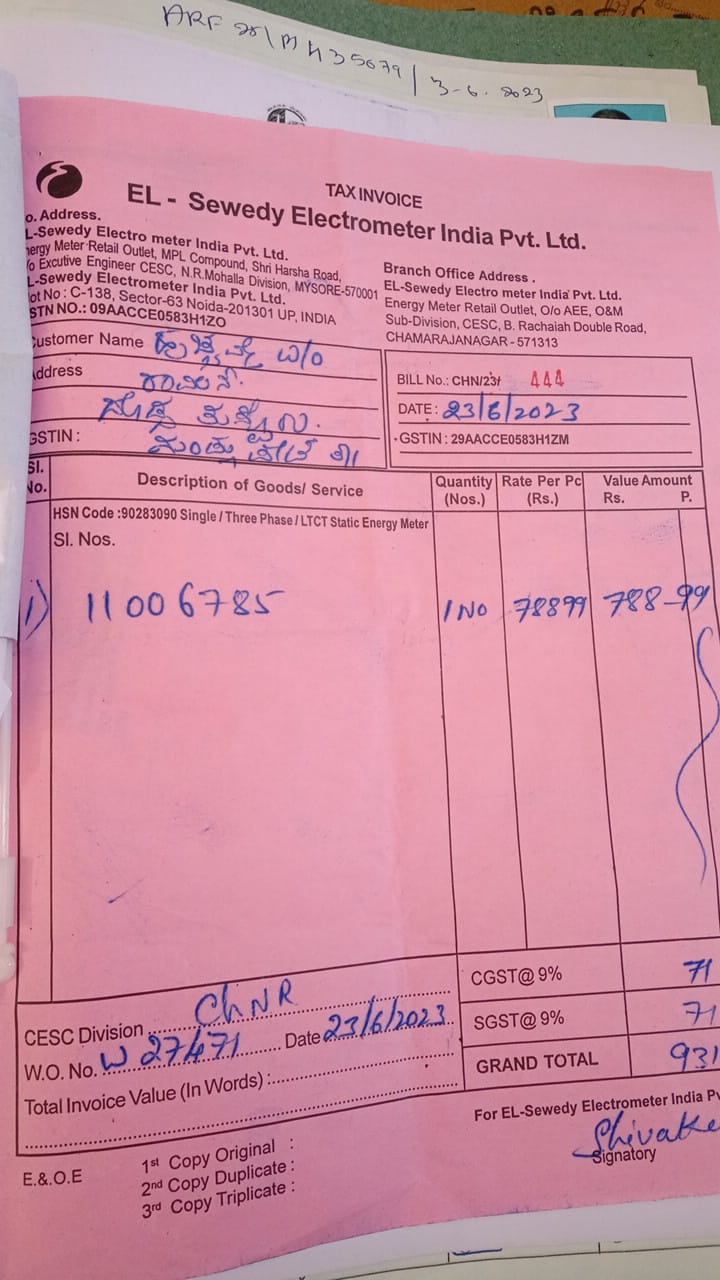 ARF 28/MH35679/3-6.2023
TAX INVOICE
EL - Sewedy Electrometer India Pvt. Ltd.
o. Address.
L-Sewedy Electro meter India Pvt. Ltd.
nergy Meter Retail Outlet, MPL Compound, Shri Harsha Road,
o Excutive Engineer CESC, N.R.Mohalla Division, MYSORE-570001
L-Sewedy Electrometer India Pvt. Ltd.
lot No : C-138, Sector-63 Noida-201301 UP, INDIA
STN NO.: 09AACCE0583H1ZO
Branch Office Address .
EL-Sewedy Electro meter India Pvt. Ltd.
Energy Meter Retail Outlet, O/o AEE, O&M
Sub-Division, CESC, B. Rachaiah Double Road,
CHAMARAJANAGAR - 571313
ustomer Name W/o
Address
GSTIN :
BILL No.: CHN/23/ 444
DATE : 23/6/2023
GSTIN : 29AACCE0583H1ZM
Sl. No. Description of Goods/ Service Quantity (Nos.) Rate Per Pc (Rs.) Value Amount Rs. P.
HSN Code :90283090 Single / Three Phase / LTCT Static Energy Meter
Sl. Nos.
1) 11006785 1 No 78899 788-99
CGST@ 9% 71
SGST@ 9% 71
GRAND TOTAL 931
CESC Division ChNR
W.O. No. W 27471 Date 23/6/2023
Total Invoice Value (In Words) :
For EL-Sewedy Electrometer India Pv
Shivake
Signatory
E.&.O.E
1st Copy Original :
2nd Copy Duplicate :
3rd Copy Triplicate :